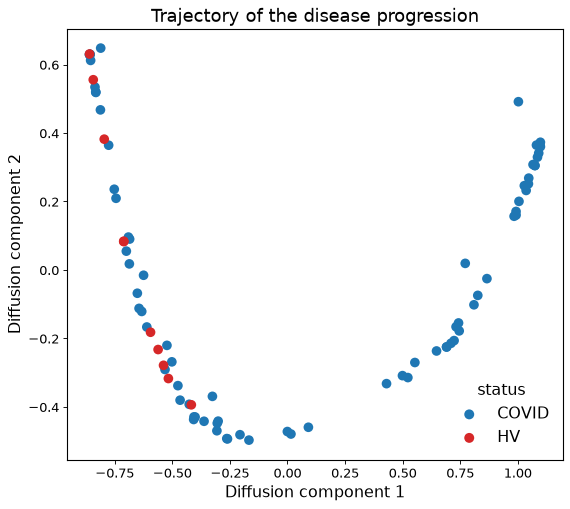 Trajectory of the disease progression
Diffusion component 2
0.6
0.4
0.2
0.0
−0.2
−0.4
−0.75
−0.50
−0.25
0.00
0.25
0.50
0.75
1.00
Diffusion component 1
status
COVID
HV